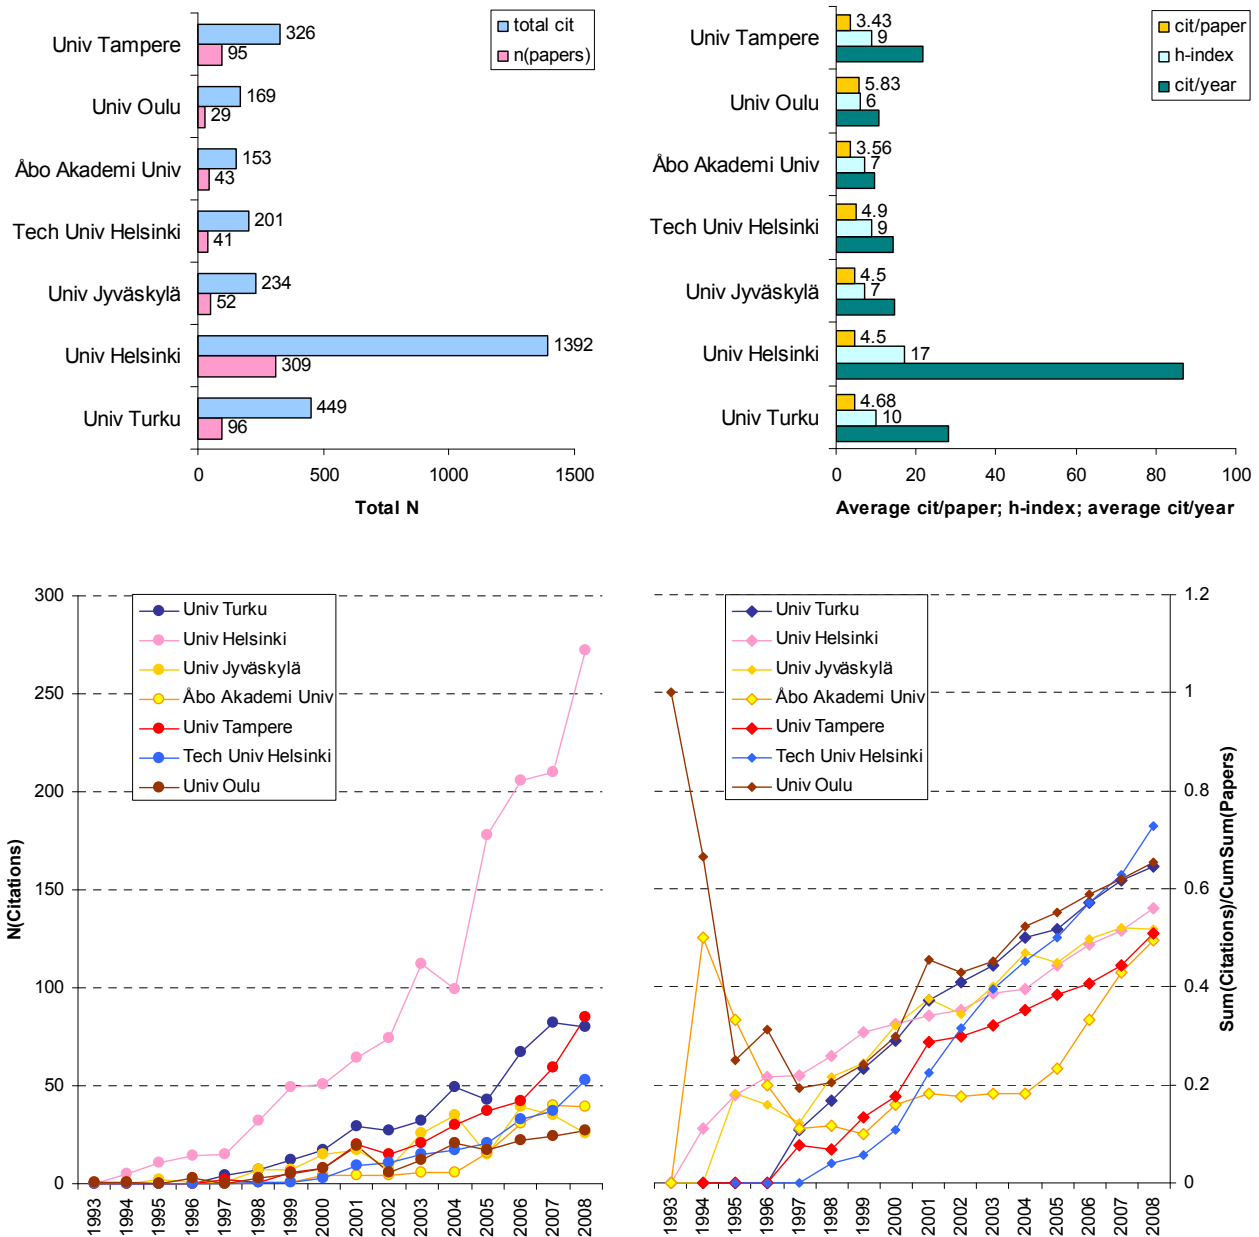 total cit
n(papers)
Univ Tampere
326
95
Univ Oulu
169
29
Åbo Akademi Univ
153
43
Tech Univ Helsinki
201
41
Univ Jyväskylä
234
52
Univ Helsinki
1392
309
Univ Turku
449
96
0 500 1000 1500
Total N
cit/paper
h-index
cit/year
Univ Tampere
3.43
9
Univ Oulu
5.83
6
Åbo Akademi Univ
3.56
7
Tech Univ Helsinki
4.9
9
Univ Jyväskylä
4.5
7
Univ Helsinki
4.5
17
Univ Turku
4.68
10
0 20 40 60 80 100
Average cit/paper; h-index; average cit/year
N(Citations)
300
250
200
150
100
50
0
Univ Turku
Univ Helsinki
Univ Jyväskylä
Åbo Akademi Univ
Univ Tampere
Tech Univ Helsinki
Univ Oulu
1993 1994 1995 1996 1997 1998 1999 2000 2001 2002 2003 2004 2005 2006 2007 2008
Univ Turku
Univ Helsinki
Univ Jyväskylä
Åbo Akademi Univ
Univ Tampere
Tech Univ Helsinki
Univ Oulu
1.2
1
0.8
0.6
0.4
0.2
0
Sum(Citations)/CumSum(Papers)
1993 1994 1995 1996 1997 1998 1999 2000 2001 2002 2003 2004 2005 2006 2007 2008